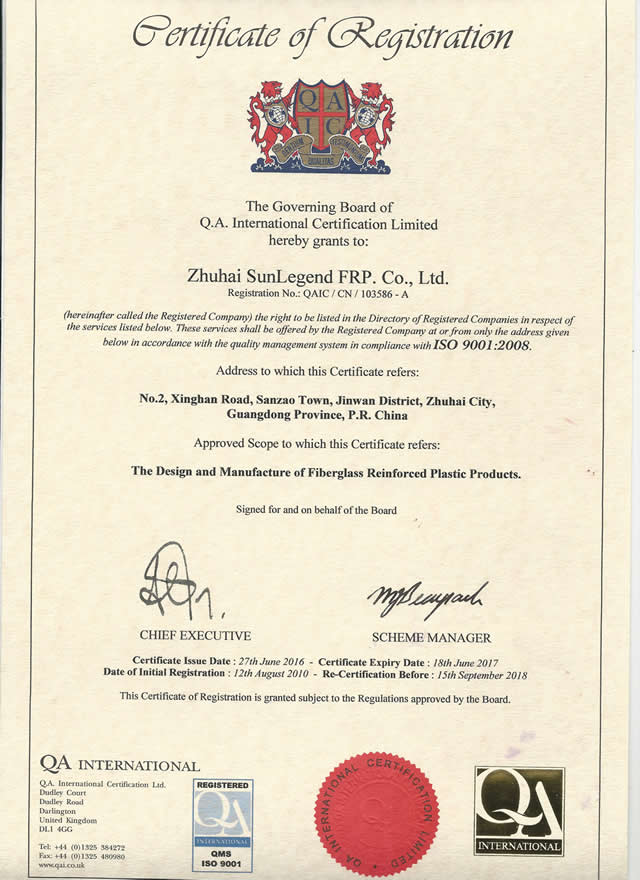 Certificate of Registration
QA
IC
QUALITAS
The Governing Board of
Q.A. International Certification Limited
hereby grants to:
Zhuhai SunLegend FRP. Co., Ltd.
Registration No.: QAIC / CN / 103586 - A
(hereinafter called the Registered Company) the right to be listed in the Directory of Registered Companies in respect of
the services listed below. These services shall be offered by the Registered Company at or from only the address given
below in accordance with the quality management system in compliance with ISO 9001:2008.
Address to which this Certificate refers:
No.2, Xinghan Road, Sanzao Town, Jinwan District, Zhuhai City,
Guangdong Province, P.R. China
Approved Scope to which this Certificate refers:
The Design and Manufacture of Fiberglass Reinforced Plastic Products.
Signed for and on behalf of the Board
CHIEF EXECUTIVE
SCHEME MANAGER
Certificate Issue Date : 27th June 2016 - Certificate Expiry Date : 18th June 2017
Date of Initial Registration : 12th August 2010 - Re-Certification Before : 15th September 2018
This Certificate of Registration is granted subject to the Regulations approved by the Board.
QA INTERNATIONAL
Q.A. International Certification Ltd.
Dudley Court
Dudley Road
Darlington
United Kingdom
DL1 4GG
Tel: +44 (0)1325 384272
Fax: +44 (0)1325 480980
www.qai.co.uk
REGISTERED
QA
INTERNATIONAL
QMS
ISO 9001
QA INTERNATIONAL CERTIFICATION LIMITED
QA
INTERNATIONAL